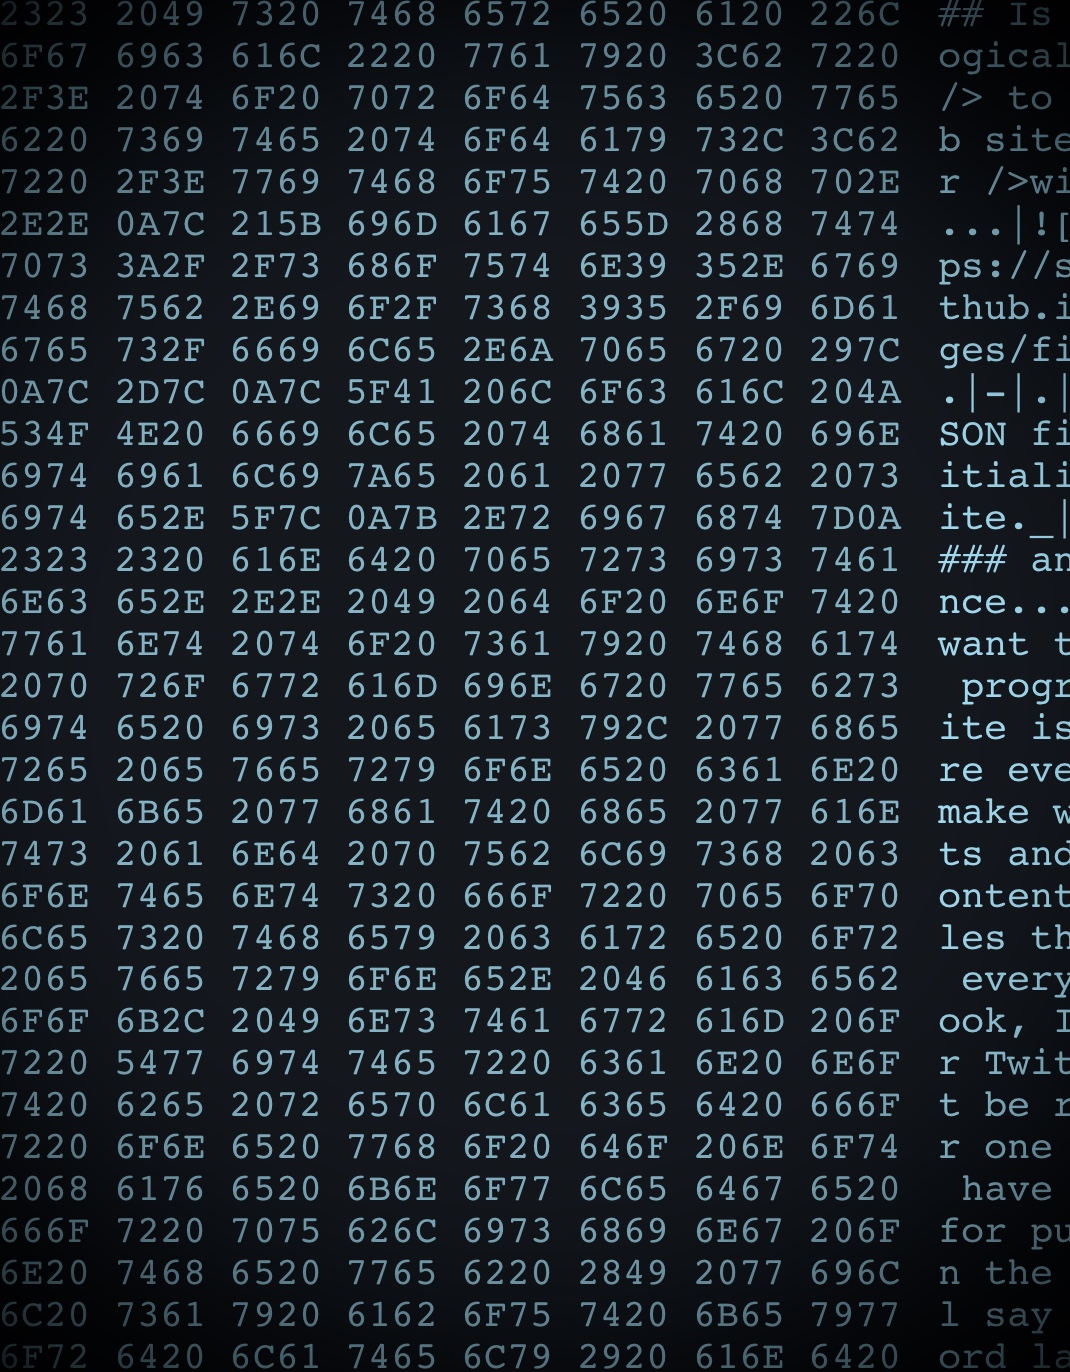 2323 2049 7320 7468 6572 6520 6120 226C ## Is
6F67 6963 616C 2220 7761 7920 3C62 7220 ogical
2F3E 2074 6F20 7072 6F64 7563 6520 7765 /> to
6220 7369 7465 2074 6F64 6179 732C 3C62 b site
7220 2F3E 7769 7468 6F75 7420 7068 702E r />wi
2E2E 0A7C 215B 696D 6167 655D 2868 7474 ...|![
7073 3A2F 2F73 686F 7574 6E39 352E 6769 ps://s
7468 7562 2E69 6F2F 7368 3935 2F69 6D61 thub.i
6765 732F 6669 6C65 2E6A 7065 6720 297C ges/fi
0A7C 2D7C 0A7C 5F41 206C 6F63 616C 204A .|-|.|
534F 4E20 6669 6C65 2074 6861 7420 696E SON fi
6974 6961 6C69 7A65 2061 2077 6562 2073 itiali
6974 652E 5F7C 0A7B 2E72 6967 6874 7D0A ite._|
2323 2320 616E 6420 7065 7273 6973 7461 ### an
6E63 652E 2E2E 2049 2064 6F20 6E6F 7420 nce...
7761 6E74 2074 6F20 7361 7920 7468 6174 want t
2070 726F 6772 616D 696E 6720 7765 6273 progr
6974 6520 6973 2065 6173 792C 2077 6865 ite is
7265 2065 7665 7279 6F6E 6520 6361 6E20 re eve
6D61 6B65 2077 6861 7420 6865 2077 616E make w
7473 2061 6E64 2070 7562 6C69 7368 2063 ts and
6F6E 7465 6E74 7320 666F 7220 7065 6F70 ontent
6C65 7320 7468 6579 2063 6172 6520 6F72 les th
2065 7665 7279 6F6E 652E 2046 6163 6562 every
6F6F 6B2C 2049 6E73 7461 6772 616D 206F ook, I
7220 5477 6974 7465 7220 6361 6E20 6E6F r Twit
7420 6265 2072 6570 6C61 6365 6420 666F t be r
7220 6F6E 6520 7768 6F20 646F 206E 6F74 r one
2068 6176 6520 6B6E 6F77 6C65 6467 6520 have
666F 7220 7075 626C 6973 6869 6E67 206F for pu
6E20 7468 6520 7765 6220 2849 2077 696C n the
6C20 7361 7920 6162 6F75 7420 6B65 7977 l say
6F72 6420 6C61 7465 6C79 2920 616E 6420 ord la